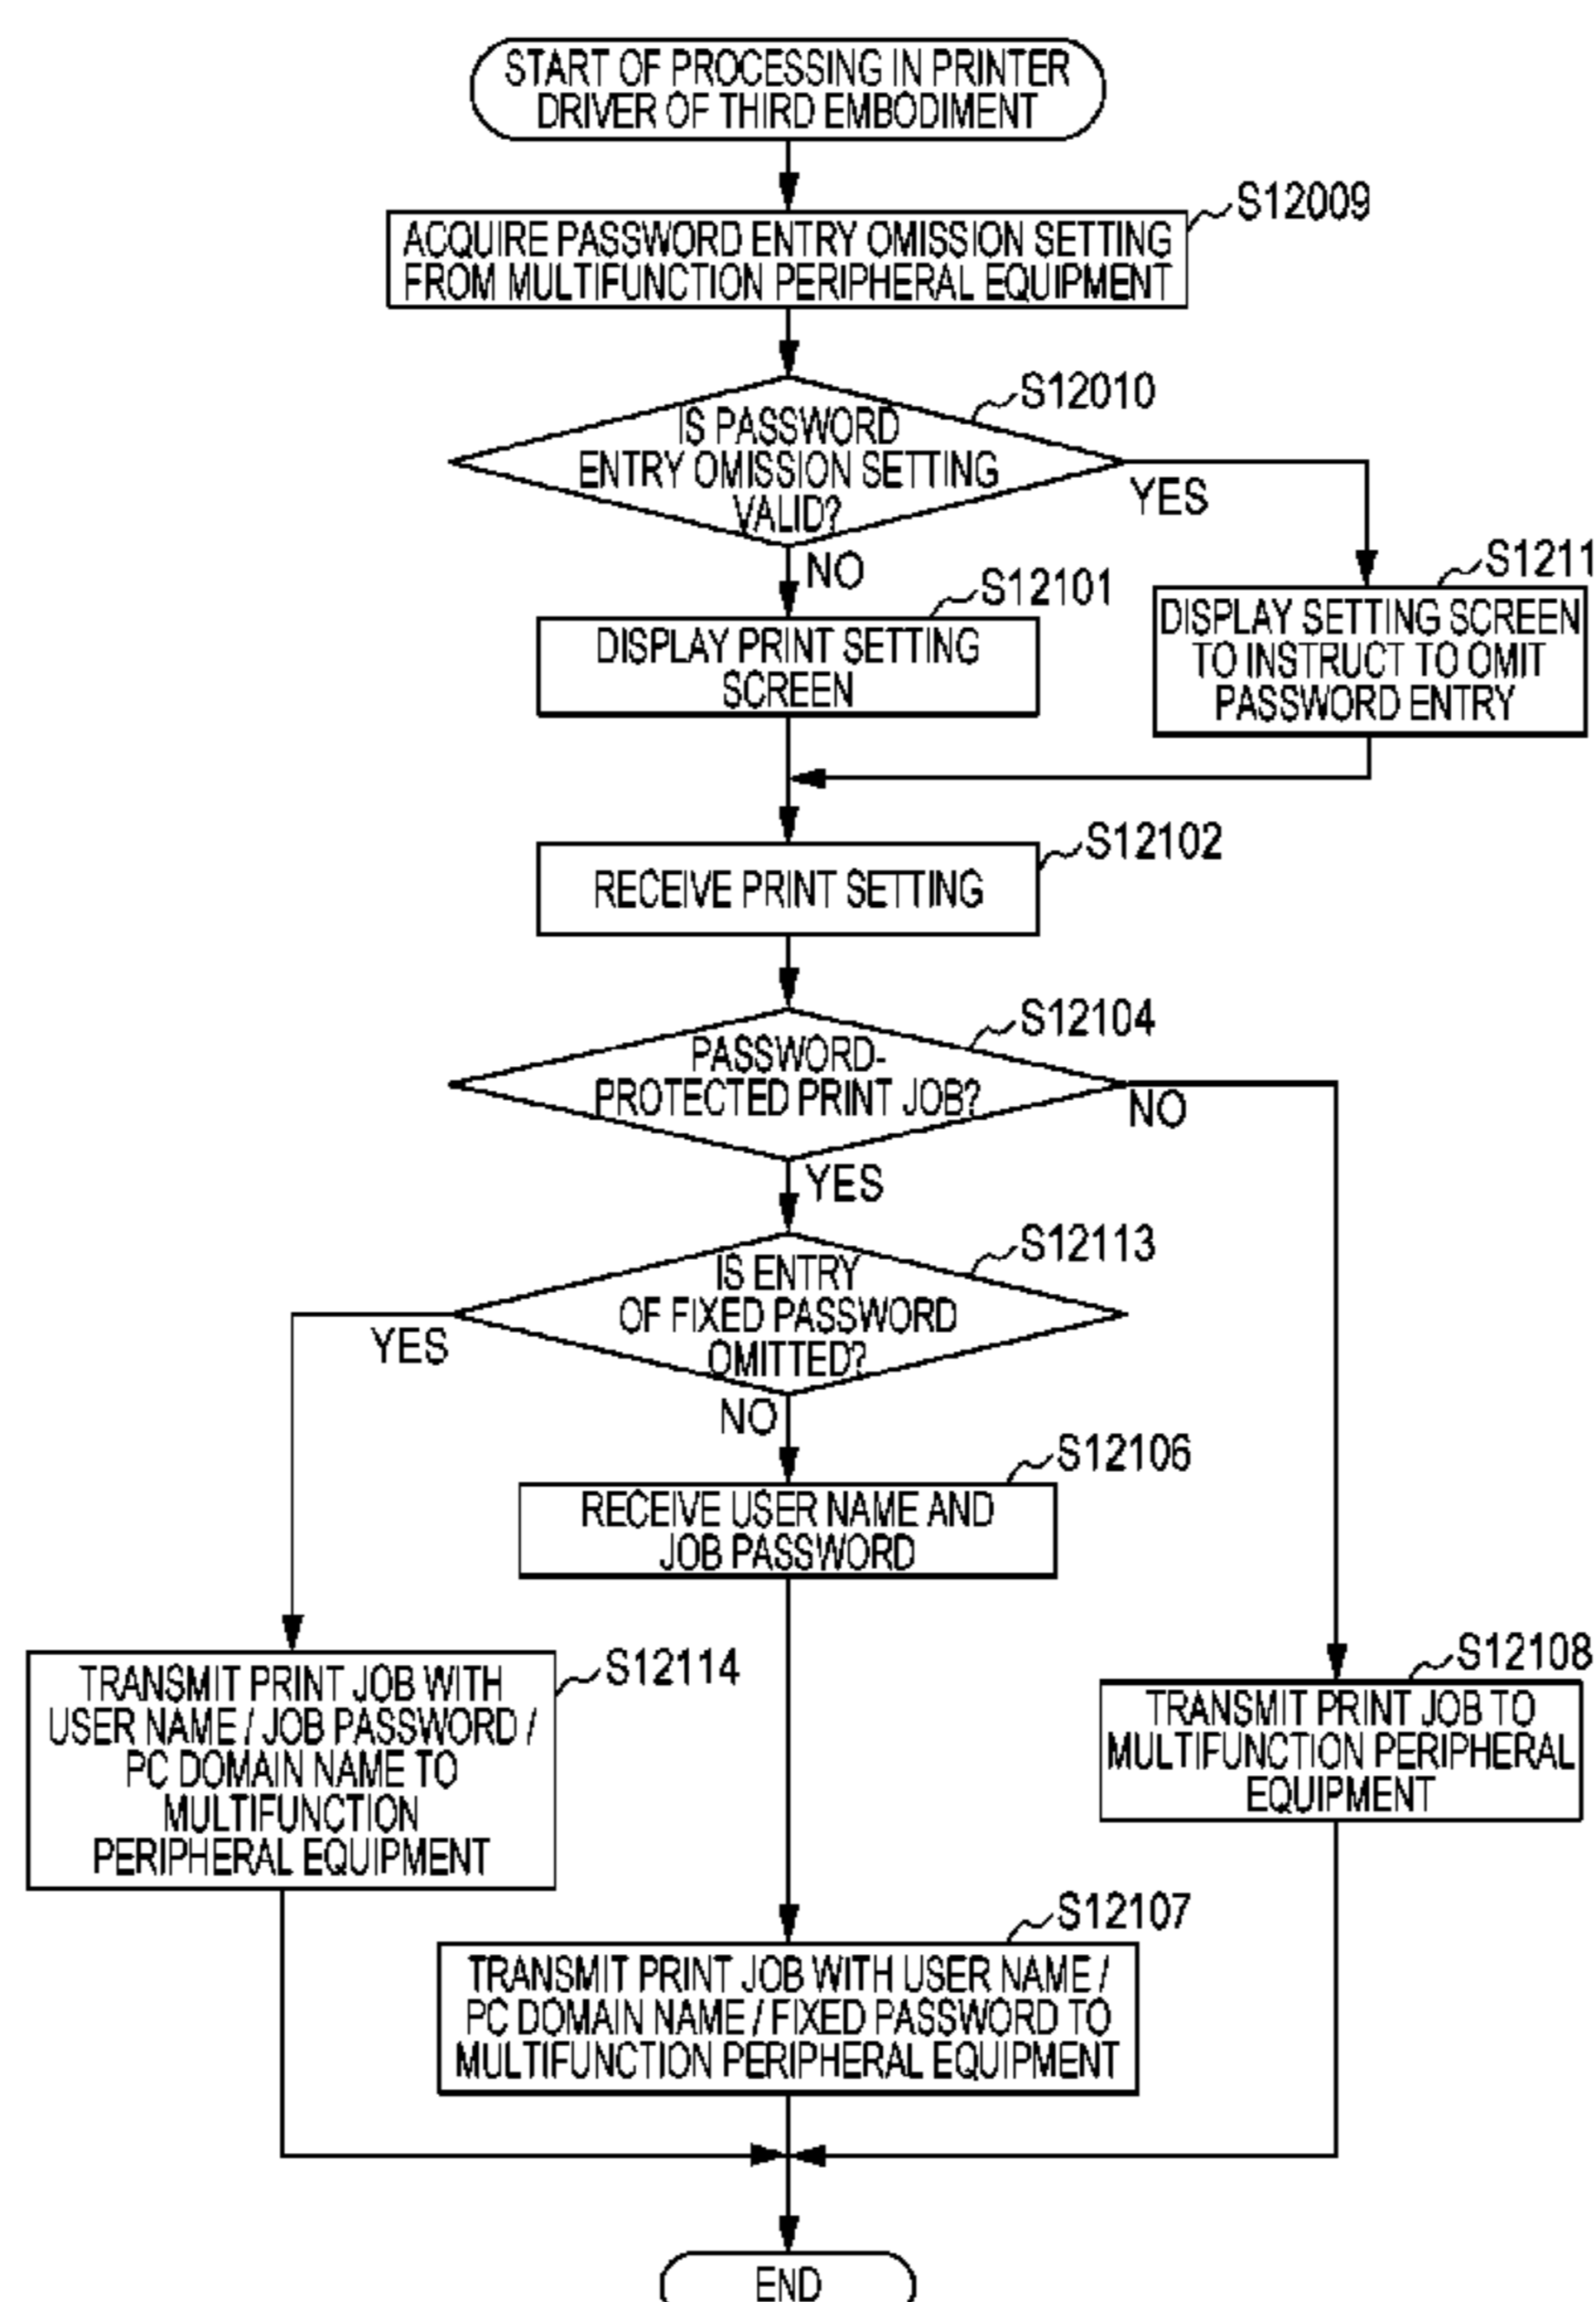 START OF PROCESSING IN PRINTER
DRIVER OF THIRD EMBODIMENT
S12009
ACQUIRE PASSWORD ENTRY OMISSION SETTING
FROM MULTIFUNCTION PERIPHERAL EQUIPMENT
S12010
IS PASSWORD
ENTRY OMISSION SETTING
VALID?
YES
NO
S1211
DISPLAY SETTING SCREEN
TO INSTRUCT TO OMIT
PASSWORD ENTRY
S12101
DISPLAY PRINT SETTING
SCREEN
S12102
RECEIVE PRINT SETTING
S12104
PASSWORD-
PROTECTED PRINT JOB?
NO
YES
S12113
IS ENTRY
OF FIXED PASSWORD
OMITTED?
YES
NO
S12106
RECEIVE USER NAME AND
JOB PASSWORD
S12114
TRANSMIT PRINT JOB WITH
USER NAME / JOB PASSWORD /
PC DOMAIN NAME TO
MULTIFUNCTION
PERIPHERAL EQUIPMENT
S12108
TRANSMIT PRINT JOB TO
MULTIFUNCTION PERIPHERAL
EQUIPMENT
S12107
TRANSMIT PRINT JOB WITH USER NAME /
PC DOMAIN NAME / FIXED PASSWORD TO
MULTIFUNCTION PERIPHERAL EQUIPMENT
END